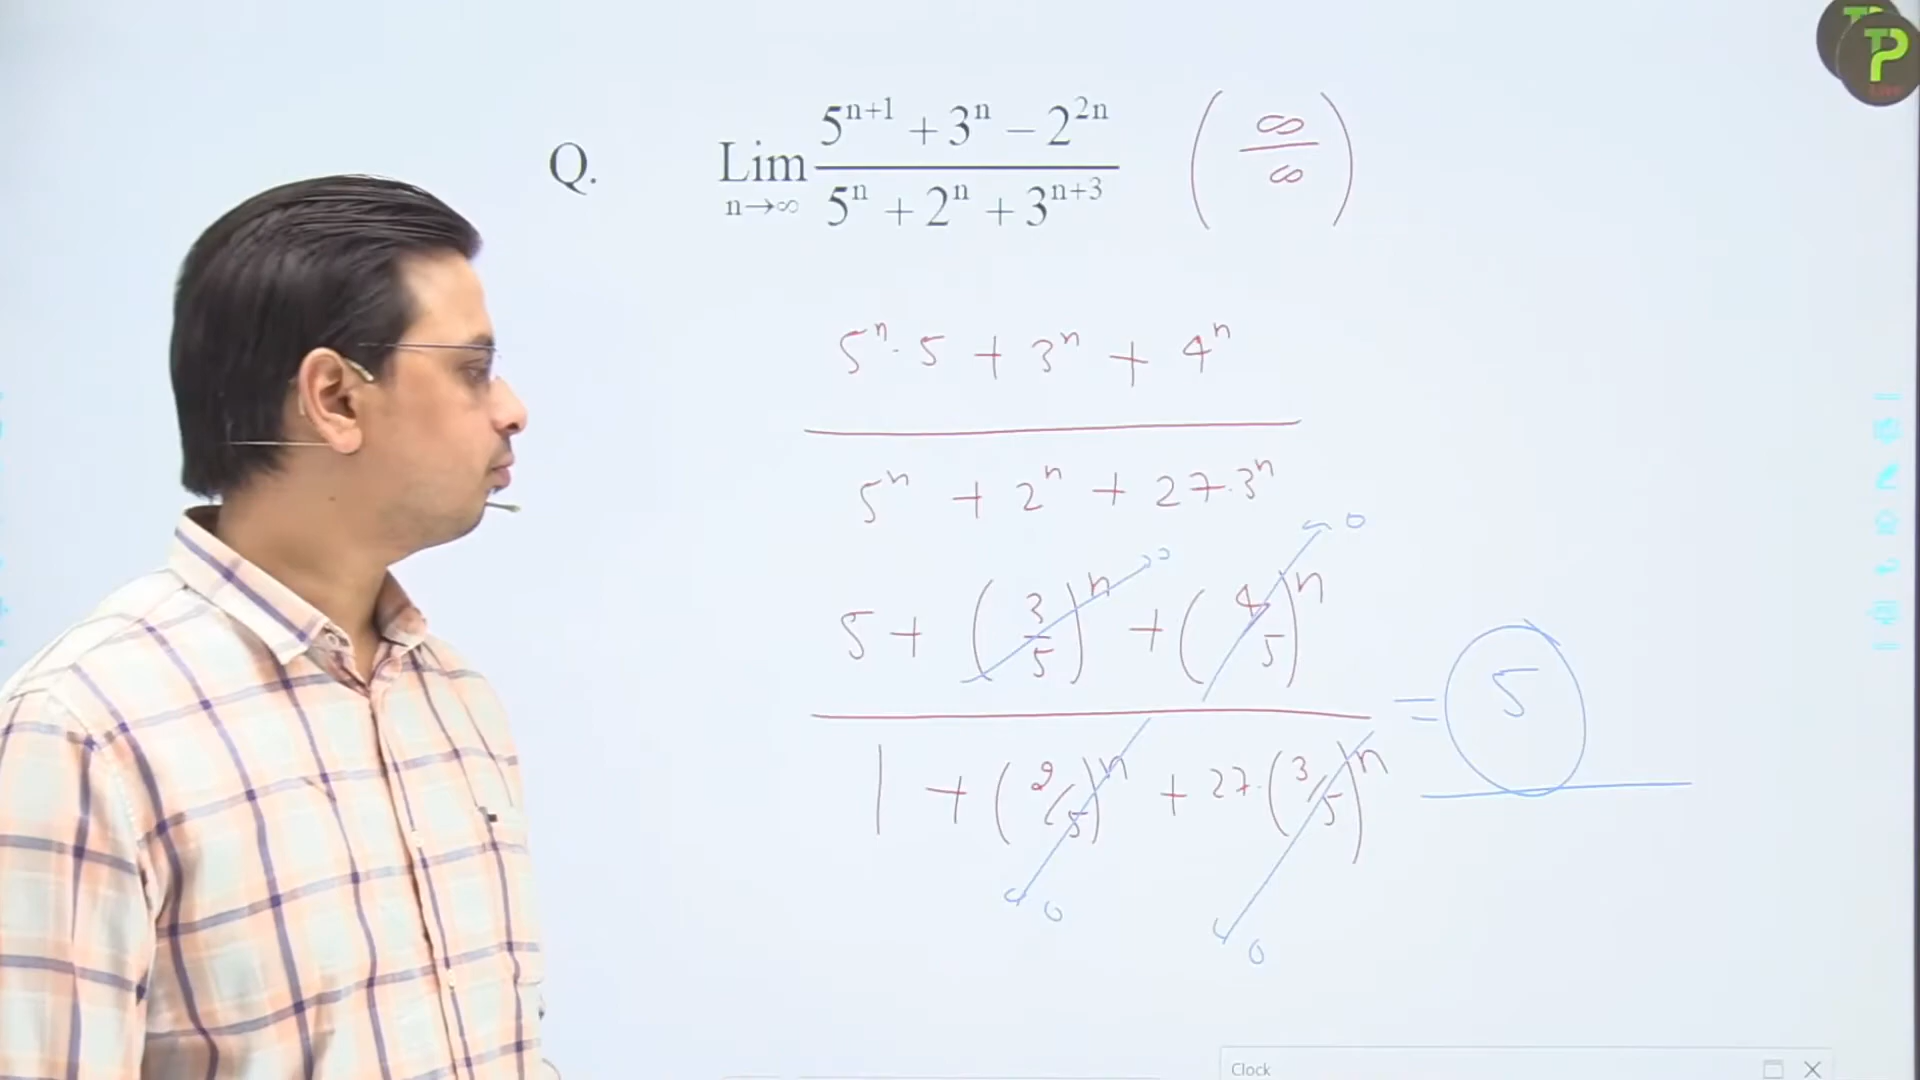 TP
Q. Lim n→∞ (5^{n+1} + 3^n − 2^{2n}) / (5^n + 2^n + 3^{n+3}) (∞/∞)
5^n · 5 + 3^n + 4^n
5^n + 2^n + 27·3^n
→0
5 + (3/5)^n + (4/5)^n
1 + (2/5)^n + 27·(3/5)^n = 5
0
0
Clock